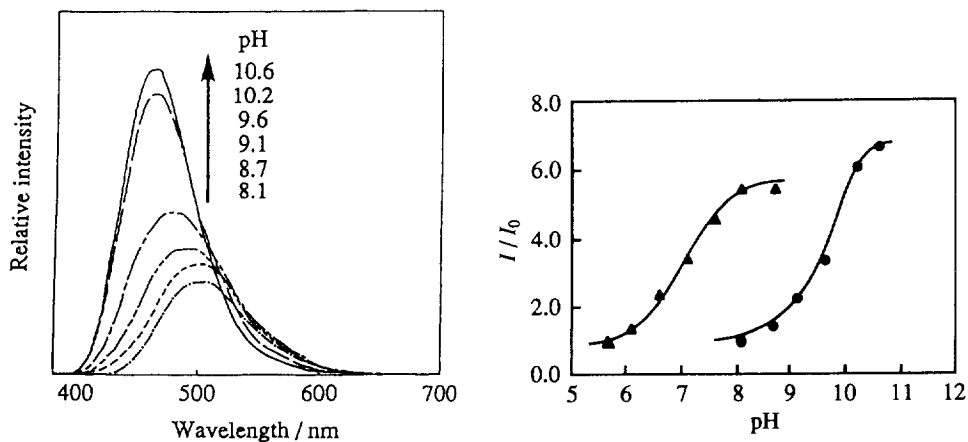 pH
10.6
10.2
9.6
9.1
8.7
8.1
Relative intensity
400 500 600 700
Wavelength / nm
8.0
6.0
4.0
2.0
0.0
I / I₀
5 6 7 8 9 10 11 12
pH